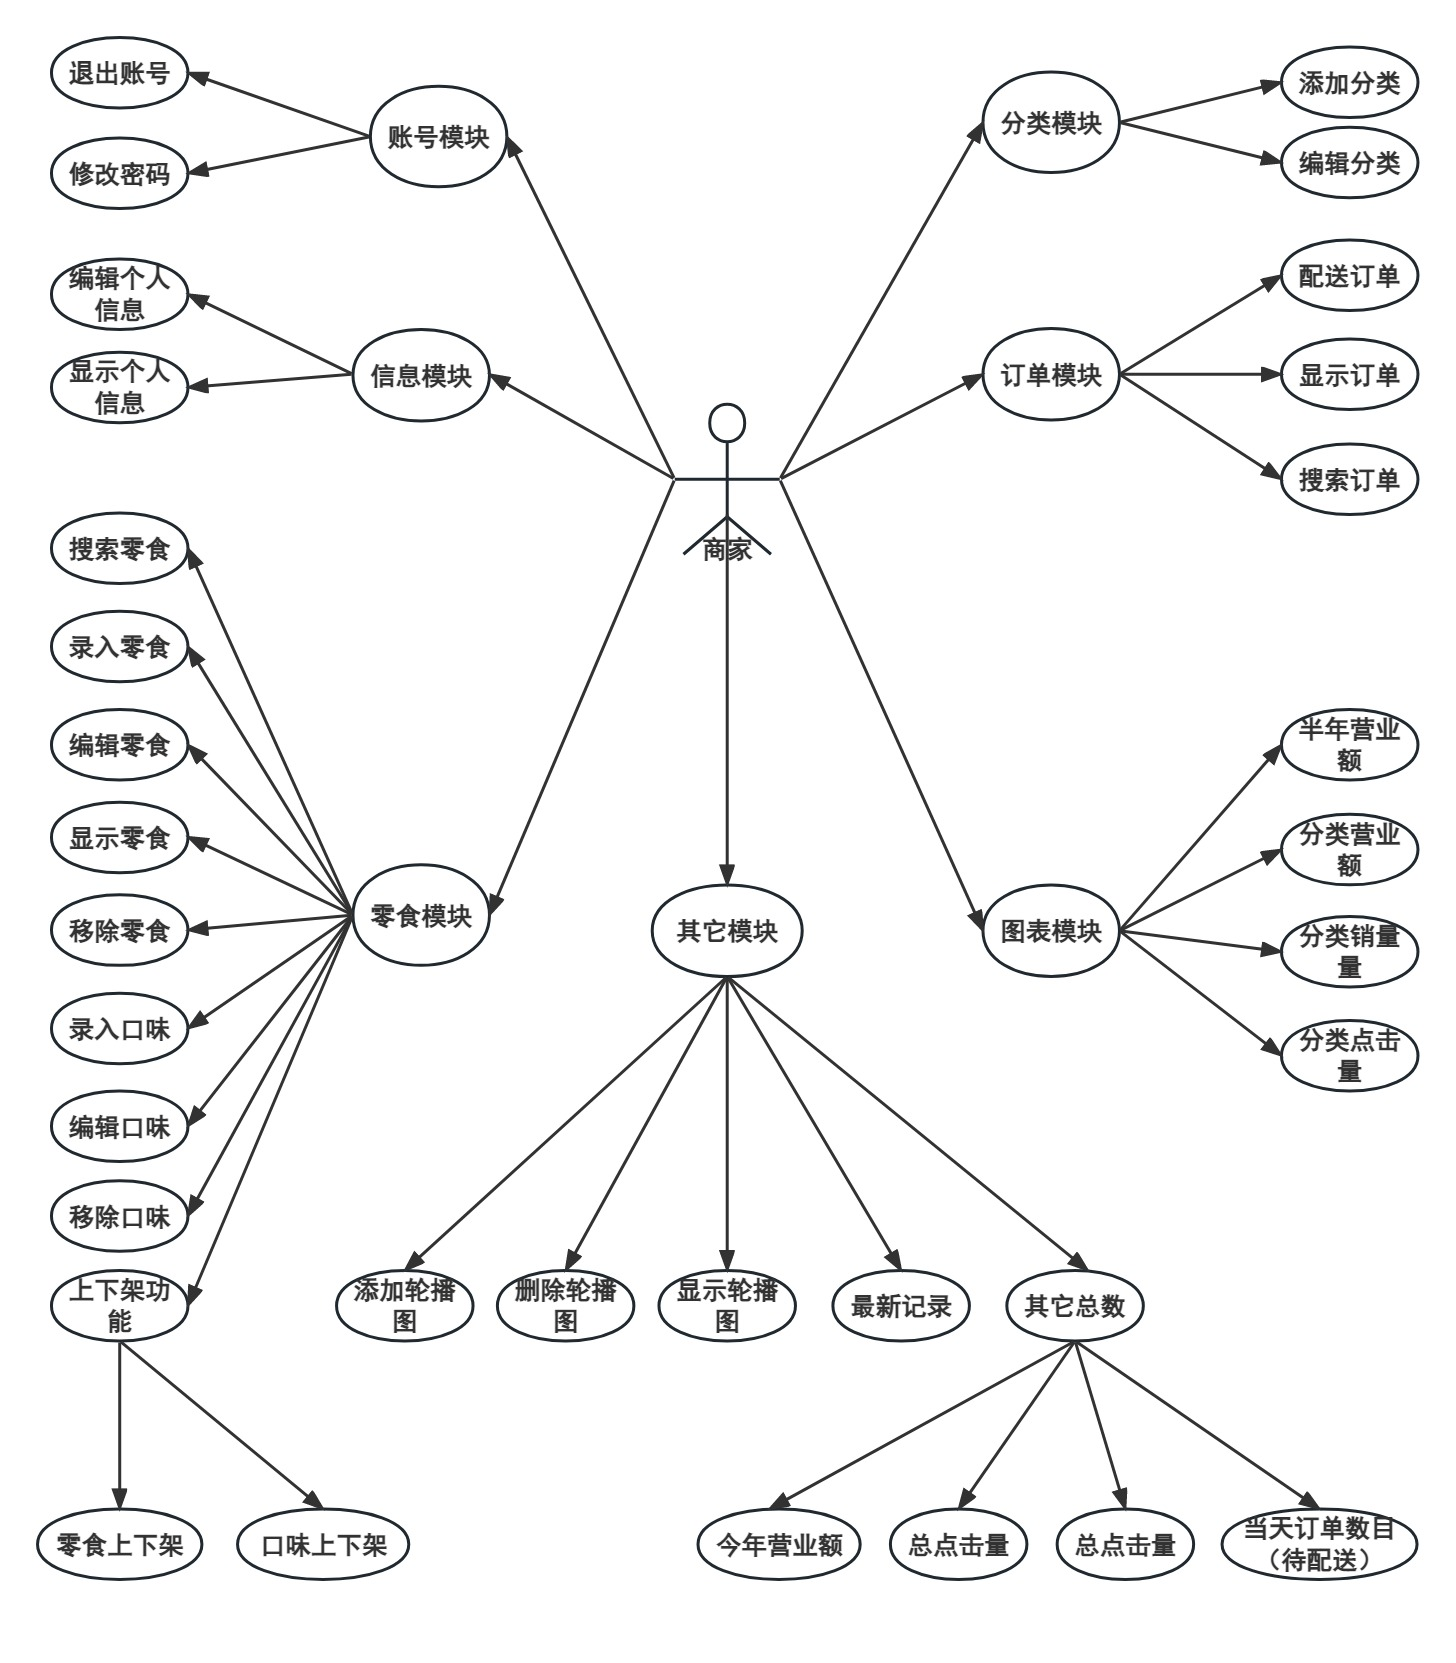 退出账号
修改密码
账号模块
编辑个人
信息
显示个人
信息
信息模块
分类模块
添加分类
编辑分类
订单模块
配送订单
显示订单
搜索订单
商家
搜索零食
录入零食
编辑零食
显示零食
移除零食
录入口味
编辑口味
移除口味
上下架功
能
零食模块
其它模块
图表模块
半年营业
额
分类营业
额
分类销量
量
分类点击
量
添加轮播
图
删除轮播
图
显示轮播
图
最新记录
其它总数
零食上下架
口味上下架
今年营业额
总点击量
总点击量
当天订单数目
（待配送）